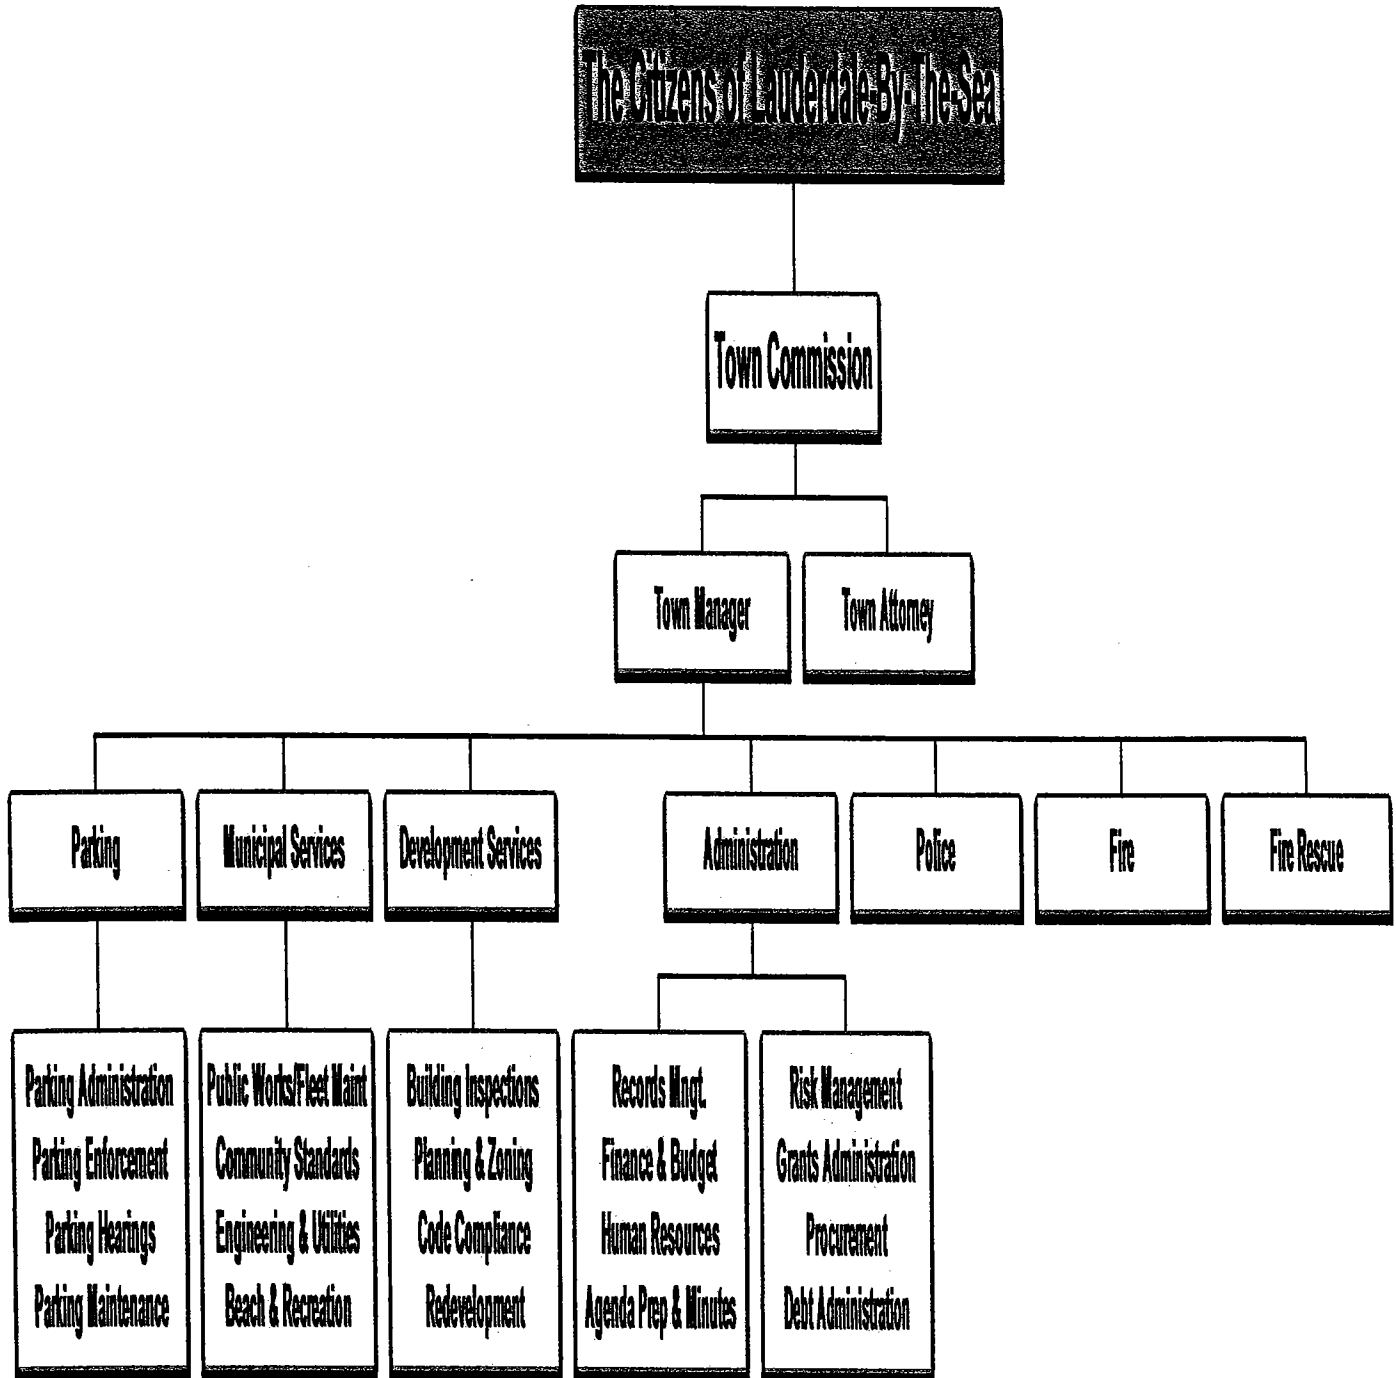 The Citizens of Lauderdale-By-The-Sea
Town Commission
Town Manager
Town Attorney
Parking
Municipal Services
Development Services
Administration
Police
Fire
Fire Rescue
Parking Administration
Parking Enforcement
Parking Hearings
Parking Maintenance
Public Works/Fleet Maint
Community Standards
Engineering & Utilities
Beach & Recreation
Building Inspections
Planning & Zoning
Code Compliance
Redevelopment
Records Mngt.
Finance & Budget
Human Resources
Agenda Prep & Minutes
Risk Management
Grants Administration
Procurement
Debt Administration